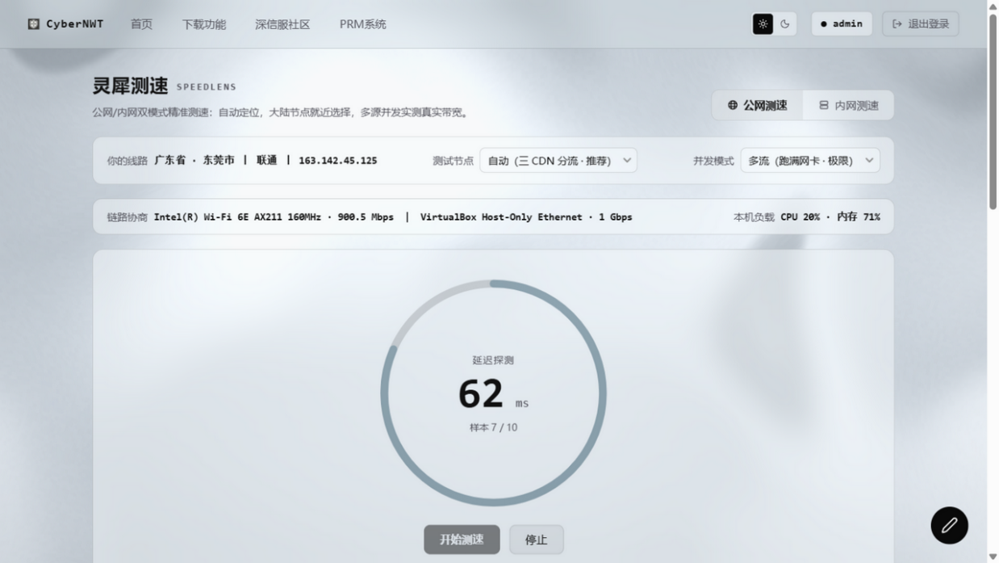 CyberNWT 首页 下载功能 深信服社区 PRM系统 admin 退出登录
灵犀测速 SPEEDLENS
公网/内网双模式精准测速：自动定位，大陆节点就近选择，多源并发实测真实带宽。
公网测速 内网测速
你的线路 广东省 · 东莞市 | 联通 | 163.142.45.125 测试节点 自动（三 CDN 分流 · 推荐） 并发模式 多流（跑满网卡 · 极限）
链路协商 Intel(R) Wi-Fi 6E AX211 160MHz · 900.5 Mbps | VirtualBox Host-Only Ethernet · 1 Gbps 本机负载 CPU 20% · 内存 71%
延迟探测
62 ms
样本 7 / 10
开始测速 停止